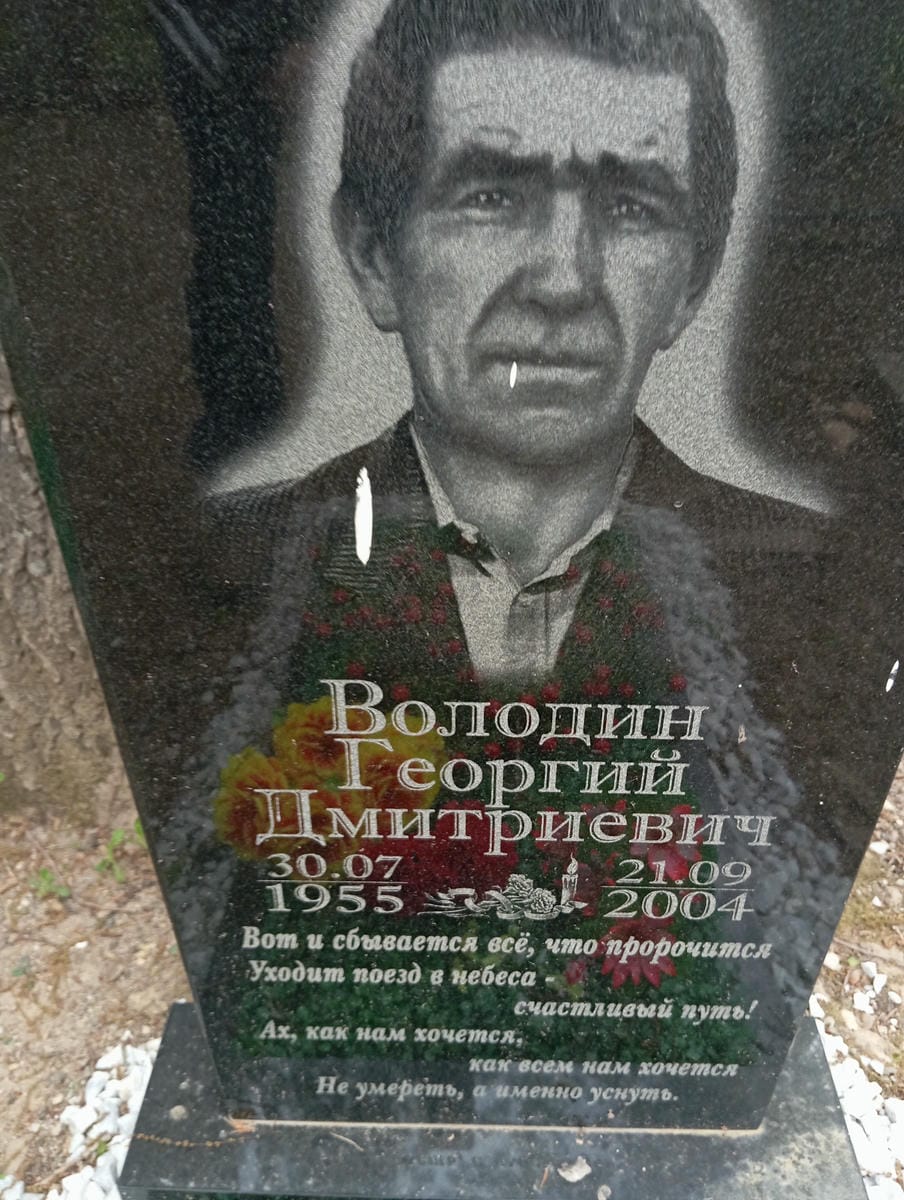 Володин
Георгий
Дмитриевич
30.07 21.09
1955 2004
Вот и сбывается всё, что пророчится
Уходит поезд в небеса -
счастливый путь!
Ах, как нам хочется,
как всем нам хочется
Не умереть, а именно уснуть.